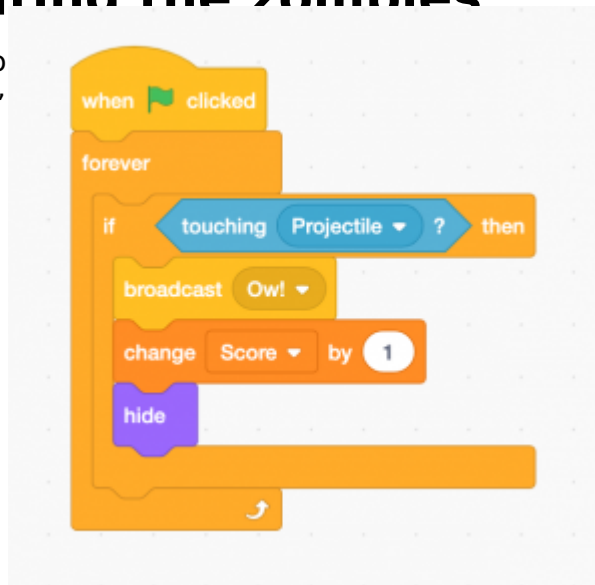 when clicked
forever
if touching Projectile ? then
broadcast Ow!
change Score by 1
hide